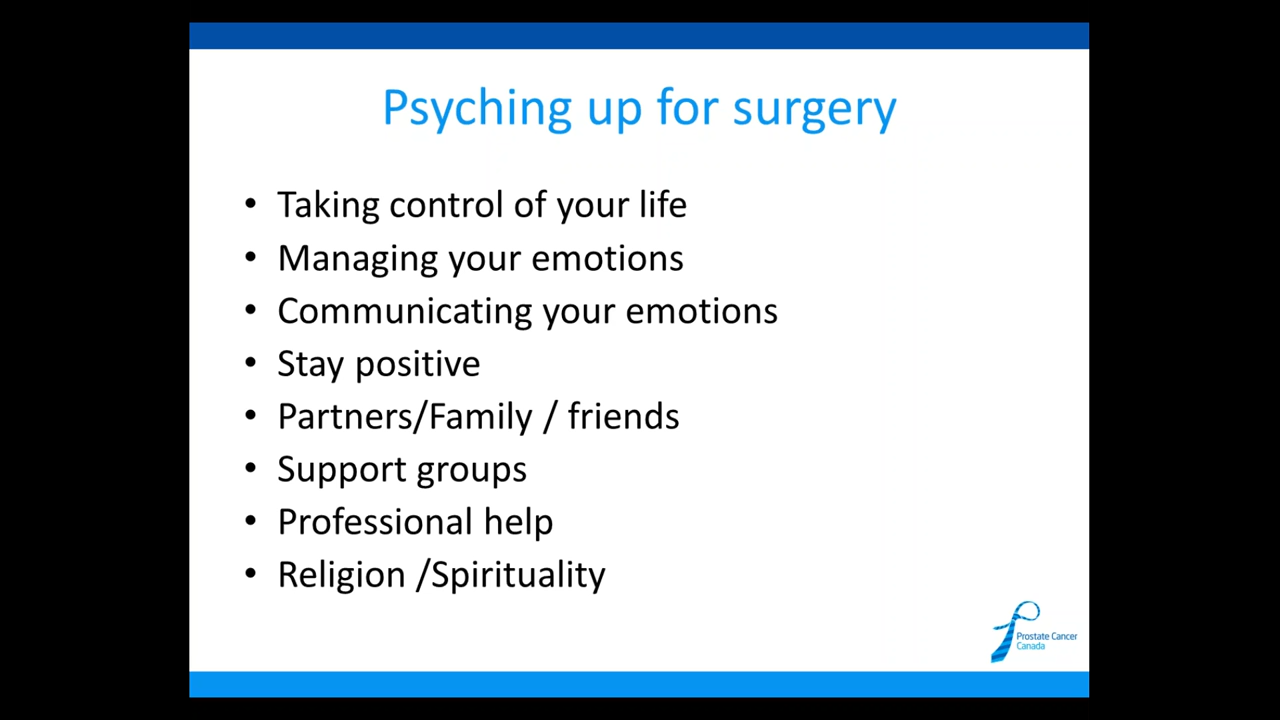 Psyching up for surgery
• Taking control of your life
• Managing your emotions
• Communicating your emotions
• Stay positive
• Partners/Family / friends
• Support groups
• Professional help
• Religion /Spirituality
Prostate Cancer
Canada